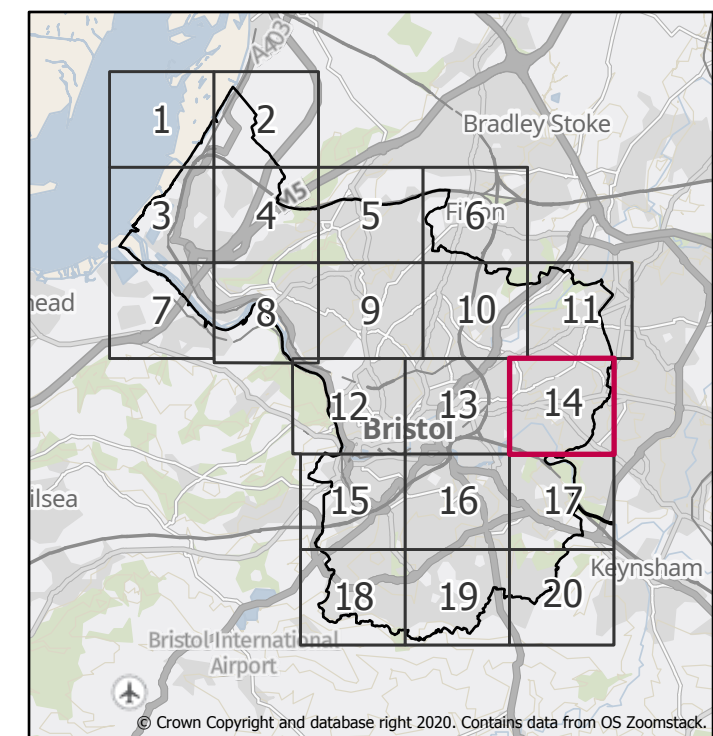 A403
1
2
Bradley Stoke
M5
3
4
5
Filton
6
head
7
8
9
10
11
12
13
14
Bristol
ilsea
15
16
17
Keynsham
18
19
20
Bristol International
Airport
© Crown Copyright and database right 2020. Contains data from OS Zoomstack.